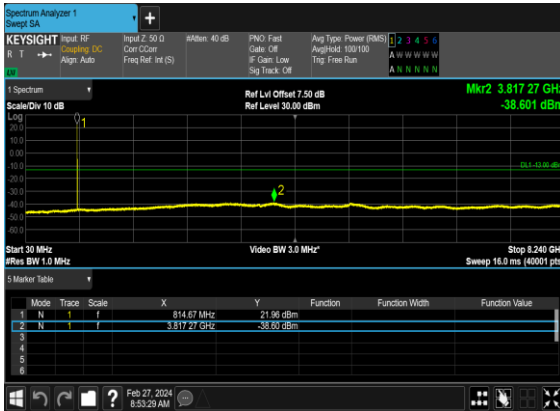 Spectrum Analyzer 1
Swept SA
+
KEYSIGHT
R T
Input: RF
Coupling: DC
Align: Auto
Input Z: 50 Ω
Corr CCorr
Freq Ref: Int (S)
#Atten: 40 dB
PNO: Fast
Gate: Off
IF Gain: Low
Sig Track: Off
Avg Type: Power (RMS)
Avg|Hold: 100/100
Trig: Free Run
1 2 3 4 5 6
A W W W W W
A N N N N N
1 Spectrum
Scale/Div 10 dB
Ref Lvl Offset 7.50 dB
Ref Level 30.00 dBm
Mkr2 3.817 27 GHz
-38.601 dBm
Log
20.0
10.0
0.00
-10.0
-20.0
-30.0
-40.0
-50.0
-60.0
1
2
DL1 -13.00 dBm
Start 30 MHz
#Res BW 1.0 MHz
Video BW 3.0 MHz*
Stop 8.240 GHz
Sweep 16.0 ms (40001 pts)
5 Marker Table
Mode Trace Scale X Y Function Function Width Function Value
1 N 1 f 814.67 MHz 21.96 dBm
2 N 1 f 3.817 27 GHz -38.60 dBm
3
4
5
6
?
Feb 27, 2024
8:53:29 AM